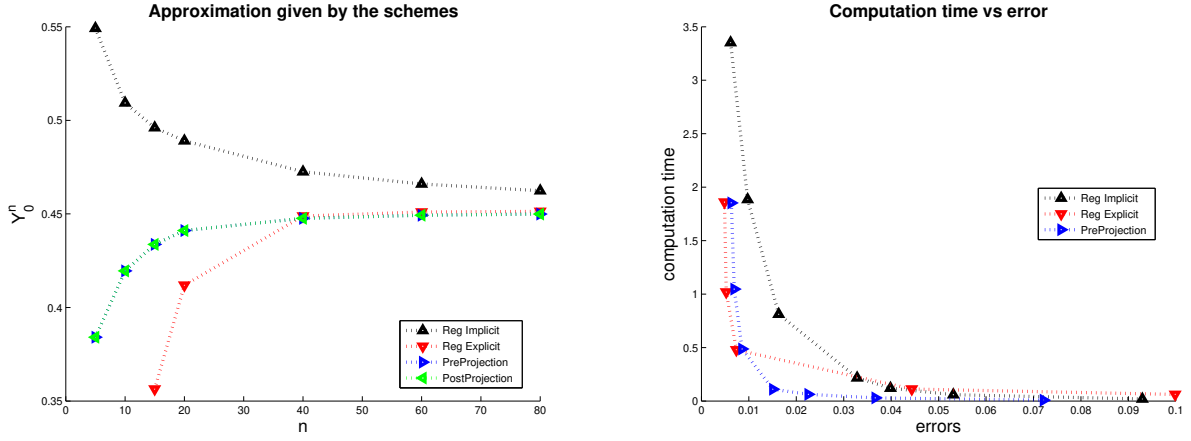 Approximation given by the schemes
0.55
0.5
0.45
0.4
0.35
Y₀ⁿ
0
10
20
30
40
50
60
70
80
n
Reg Implicit
Reg Explicit
PreProjection
PostProjection
Computation time vs error
3.5
3
2.5
2
1.5
1
0.5
0
computation time
0
0.01
0.02
0.03
0.04
0.05
0.06
0.07
0.08
0.09
0.1
errors
Reg Implicit
Reg Explicit
PreProjection